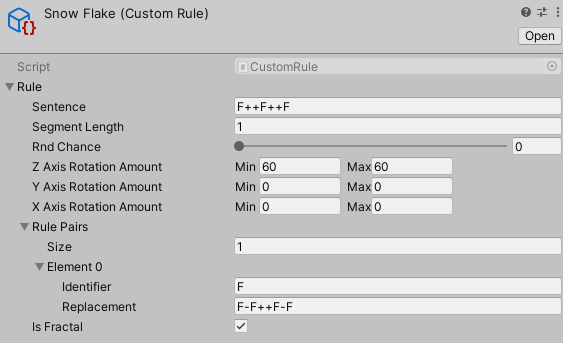 Snow Flake (Custom Rule)
Open
Script CustomRule
Rule
Sentence F++F++F
Segment Length 1
Rnd Chance 0
Z Axis Rotation Amount Min 60 Max 60
Y Axis Rotation Amount Min 0 Max 0
X Axis Rotation Amount Min 0 Max 0
Rule Pairs
Size 1
Element 0
Identifier F
Replacement F-F++F-F
Is Fractal